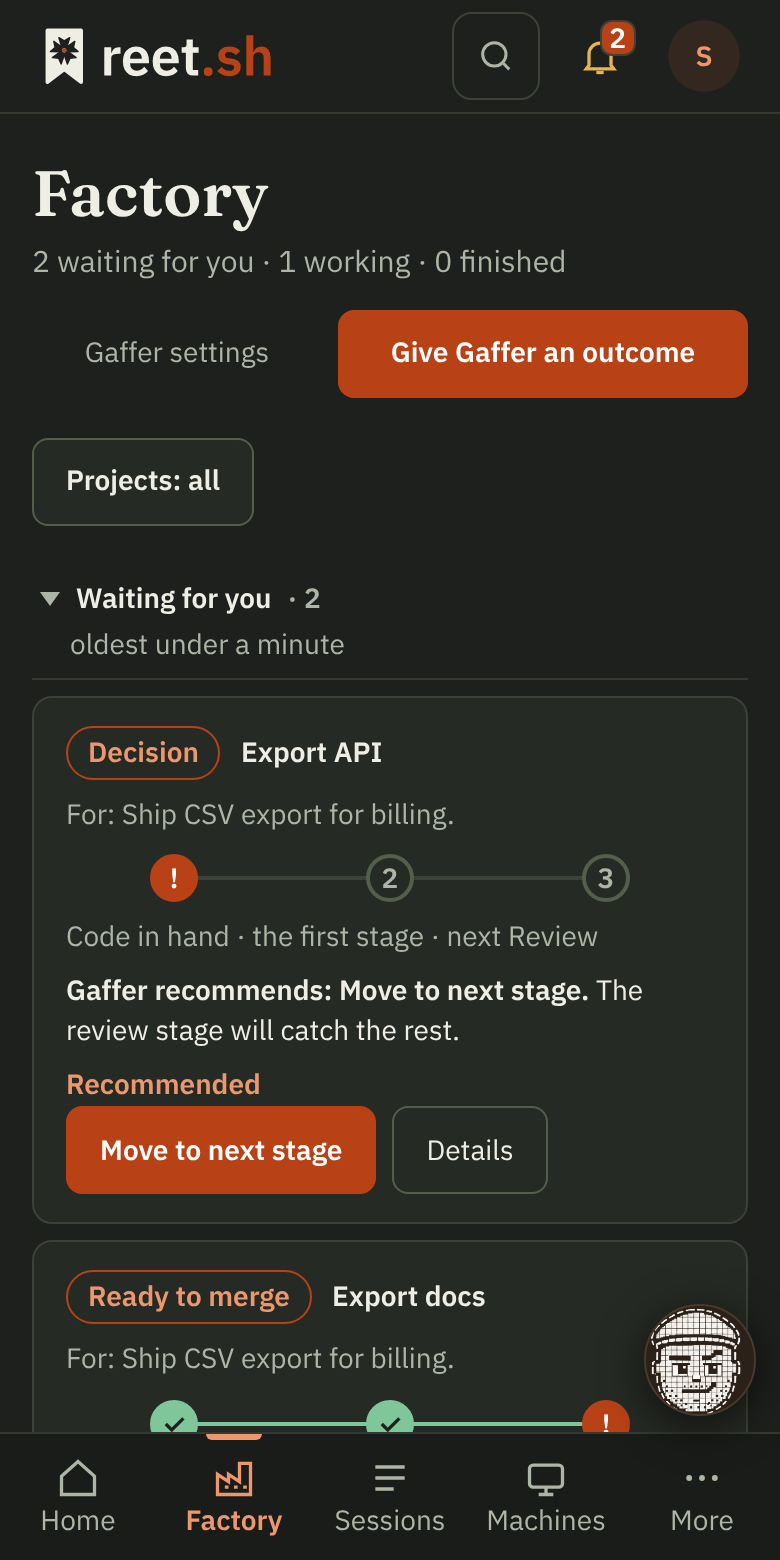 reet.sh
2
S
Factory
2 waiting for you · 1 working · 0 finished
Gaffer settings
Give Gaffer an outcome
Projects: all
Waiting for you · 2
oldest under a minute
Decision Export API
For: Ship CSV export for billing.
! 2 3
Code in hand · the first stage · next Review
Gaffer recommends: Move to next stage. The
review stage will catch the rest.
Recommended
Move to next stage
Details
Ready to merge Export docs
For: Ship CSV export for billing.
!
Home
Factory
Sessions
Machines
More